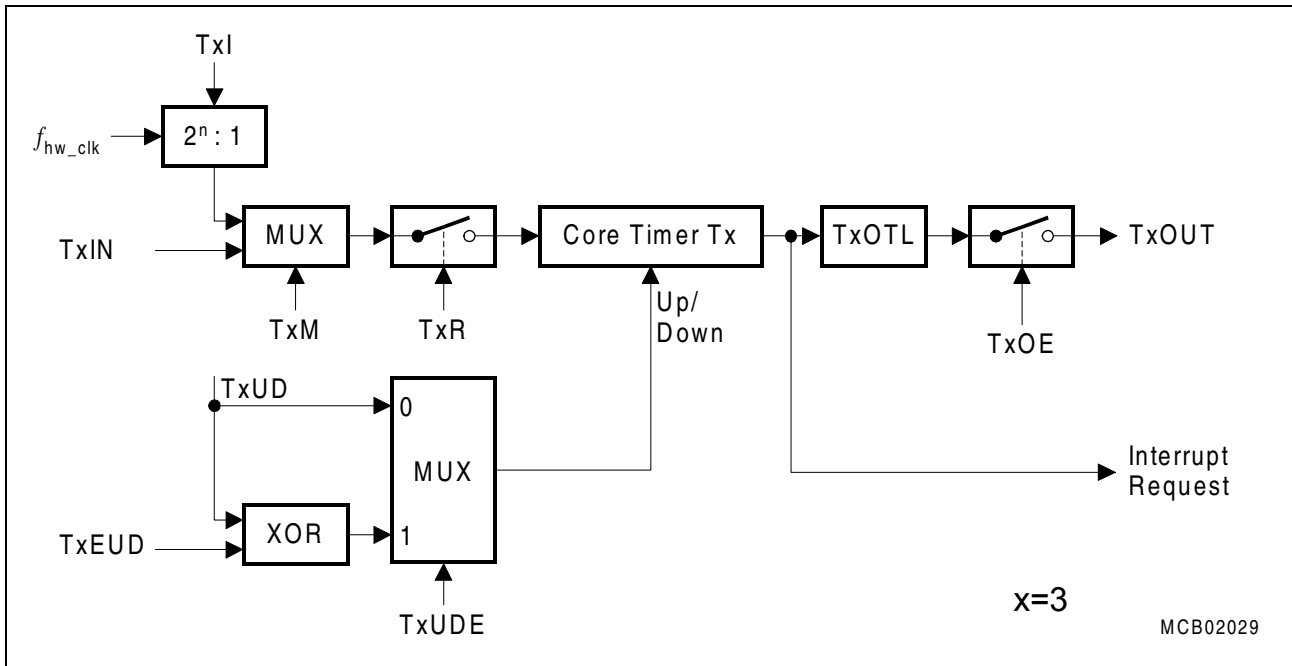 TxI
f hw_clk
2ⁿ : 1
TxIN
MUX
Core Timer Tx
TxOTL
TxOUT
TxM
TxR
Up/
Down
TxOE
TxUD
0
MUX
1
XOR
TxEUD
Interrupt
Request
TxUDE
x=3
MCB02029